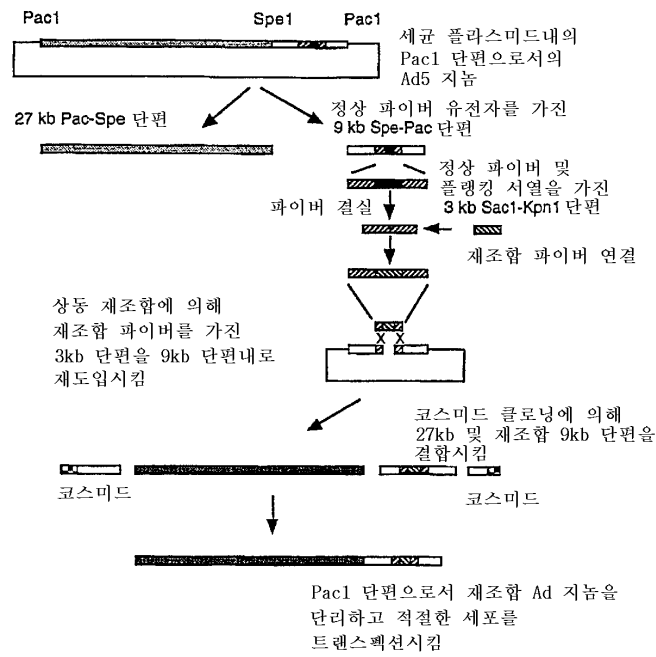 Pac1 Spe1 Pac1
세균 플라스미드내의
Pac1 단편으로서의
Ad5 지놈
27 kb Pac-Spe 단편
정상 파이버 유전자를 가진
9 kb Spe-Pac 단편
정상 파이버 및
플랭킹 서열을 가진
3 kb Sac1-Kpn1 단편
파이버 결실
재조합 파이버 연결
상동 재조합에 의해
재조합 파이버를 가진
3kb 단편을 9kb 단편내로
재도입시킴
코스미드 클로닝에 의해
27kb 및 재조합 9kb 단편을
결합시킴
코스미드
코스미드
Pac1 단편으로서 재조합 Ad 지놈을
단리하고 적절한 세포를
트랜스펙션시킴